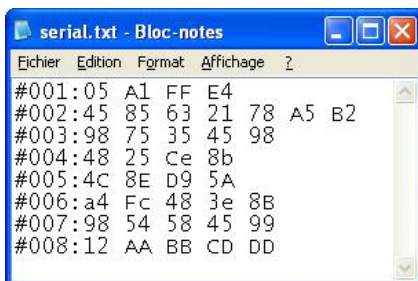 serial.txt - Bloc-notes
Fichier Edition Format Affichage ?
#001:05 A1 FF E4
#002:45 85 63 21 78 A5 B2
#003:98 75 35 45 98
#004:48 25 Ce 8b
#005:4C 8E D9 5A
#006:a4 Fc 48 3e 8B
#007:98 54 58 45 99
#008:12 AA BB CD DD